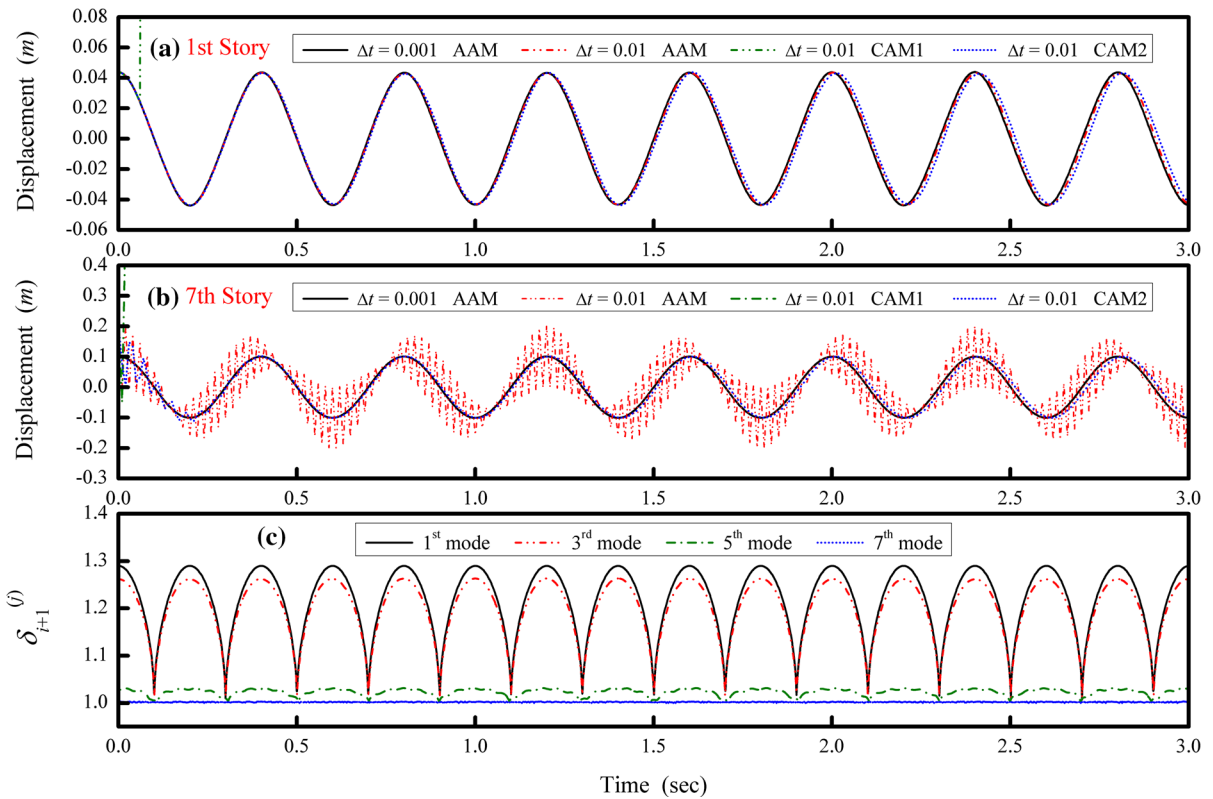 (a) 1st Story
Δt = 0.001 AAM
Δt = 0.01 AAM
Δt = 0.01 CAM1
Δt = 0.01 CAM2
Displacement (m)
0.08
0.06
0.04
0.02
0.00
-0.02
-0.04
-0.06
0.0 0.5 1.0 1.5 2.0 2.5 3.0
(b) 7th Story
Δt = 0.001 AAM
Δt = 0.01 AAM
Δt = 0.01 CAM1
Δt = 0.01 CAM2
Displacement (m)
0.4
0.3
0.2
0.1
0.0
-0.1
-0.2
-0.3
0.0 0.5 1.0 1.5 2.0 2.5 3.0
(c)
1st mode
3rd mode
5th mode
7th mode
δi+1(j)
1.4
1.3
1.2
1.1
1.0
0.0 0.5 1.0 1.5 2.0 2.5 3.0
Time (sec)